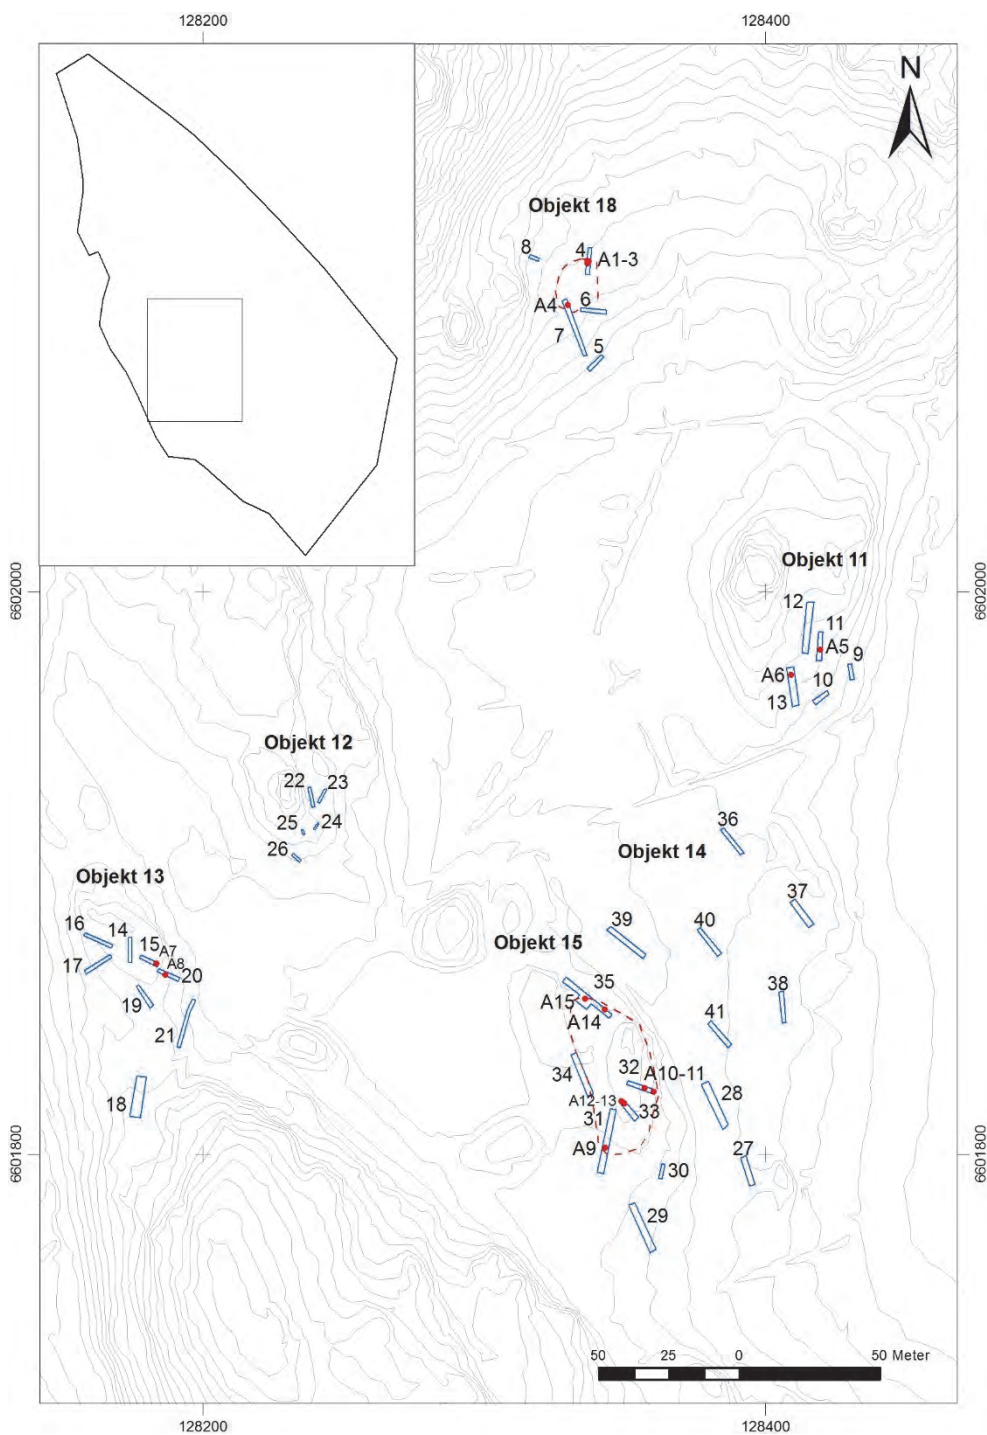 128200 128400
N
Objekt 18
8 4 A1-3
A4 6
7 5
6602000 6602000
Objekt 11
12
11
A5 9
A6
13 10
Objekt 12
22 23
25 24
26
36
Objekt 14
Objekt 13
37
16 14 15 A7
A8
17 20
19
21
18
39 40
Objekt 15
35
A15
A14
38
41
34 32 A10-11
A12-13 33
31
28
A9
6601800 6601800
30 27
29
50 25 0 50 Meter
128200 128400